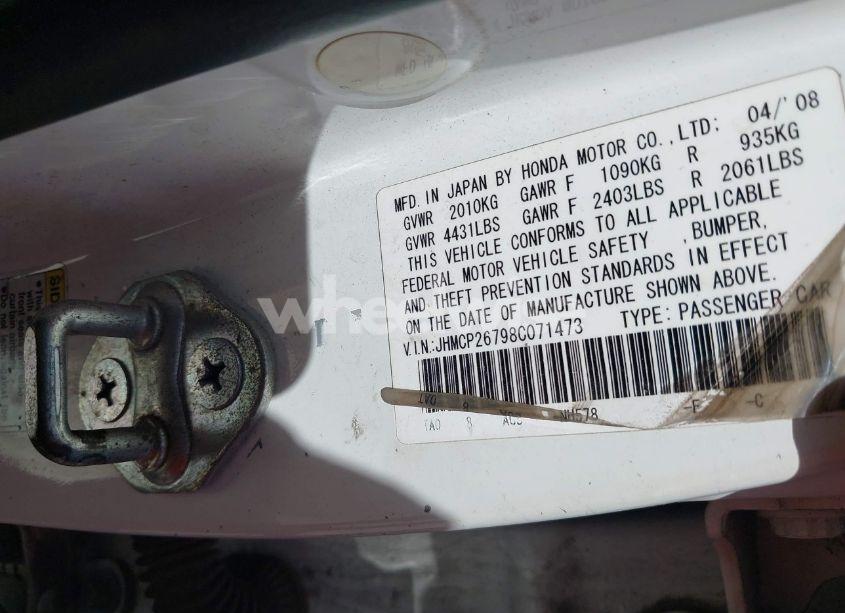 MFD. IN JAPAN BY HONDA MOTOR CO.,LTD; 04/'08
GVWR 2010KG GAWR F 1090KG R 935KG
GVWR 4431LBS GAWR F 2403LBS R 2061LBS
THIS VEHICLE CONFORMS TO ALL APPLICABLE
FEDERAL MOTOR VEHICLE SAFETY ,BUMPER,
AND THEFT PREVENTION STANDARDS IN EFFECT
ON THE DATE OF MANUFACTURE SHOWN ABOVE.
V.I.N:JHMCP26798C071473 TYPE: PASSENGER CAR
TA0 8 NH578 -F -C